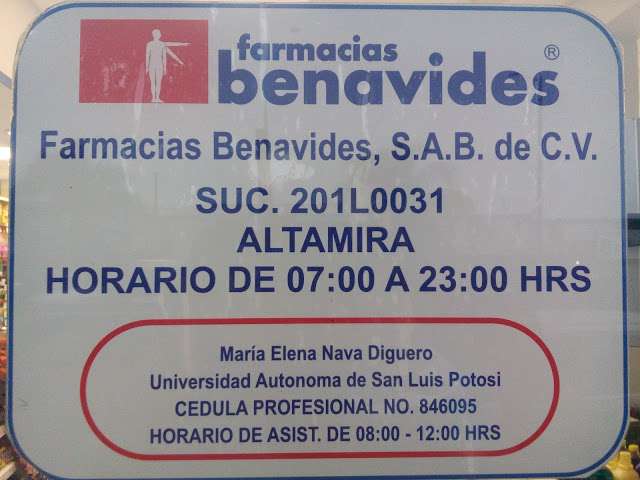 farmacias
benavides®
Farmacias Benavides, S.A.B. de C.V.
SUC. 201L0031
ALTAMIRA
HORARIO DE 07:00 A 23:00 HRS
María Elena Nava Diguero
Universidad Autonoma de San Luis Potosi
CEDULA PROFESIONAL NO. 846095
HORARIO DE ASIST. DE 08:00 - 12:00 HRS